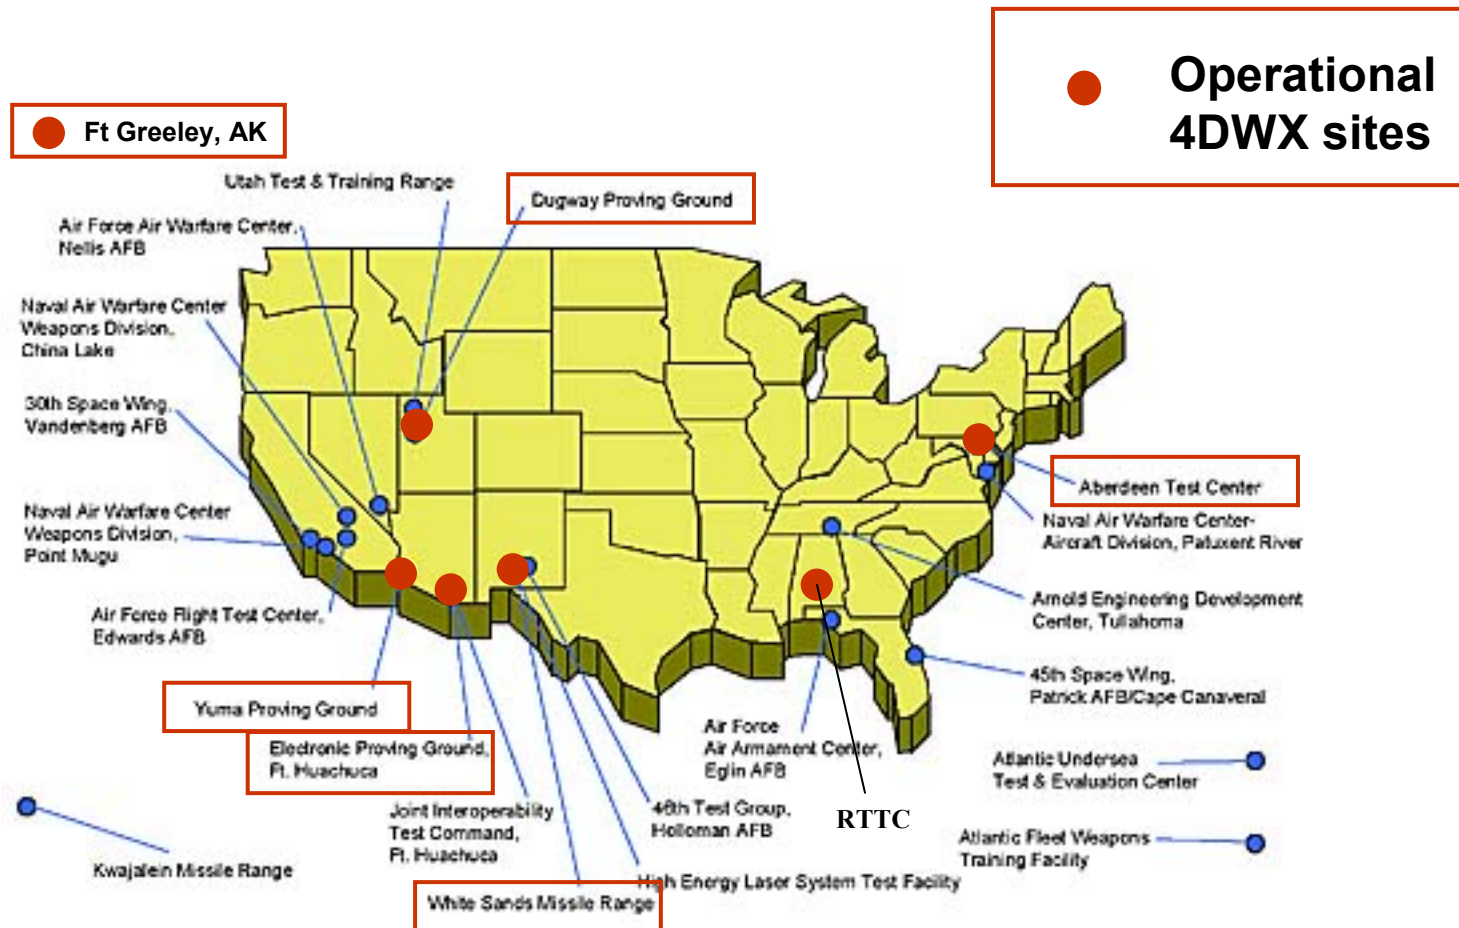 Operational
4DWX sites
Ft Greeley, AK
Utah Test & Training Range
Dugway Proving Ground
Air Force Air Warfare Center,
Nellis AFB
Naval Air Warfare Center
Weapons Division,
China Lake
30th Space Wing,
Vandenberg AFB
Naval Air Warfare Center
Weapons Division,
Point Mugu
Air Force Flight Test Center,
Edwards AFB
Yuma Proving Ground
Electronic Proving Ground,
Ft. Huachuca
Joint Interoperability
Test Command,
Ft. Huachuca
Kwajalein Missile Range
White Sands Missile Range
High Energy Laser System Test Facility
46th Test Group,
Holloman AFB
Air Force
Air Armament Center,
Eglin AFB
RTTC
Aberdeen Test Center
Naval Air Warfare Center-
Aircraft Division, Patuxent River
Arnold Engineering Development
Center, Tullahoma
45th Space Wing,
Patrick AFB/Cape Canaveral
Atlantic Undersea
Test & Evaluation Center
Atlantic Fleet Weapons
Training Facility